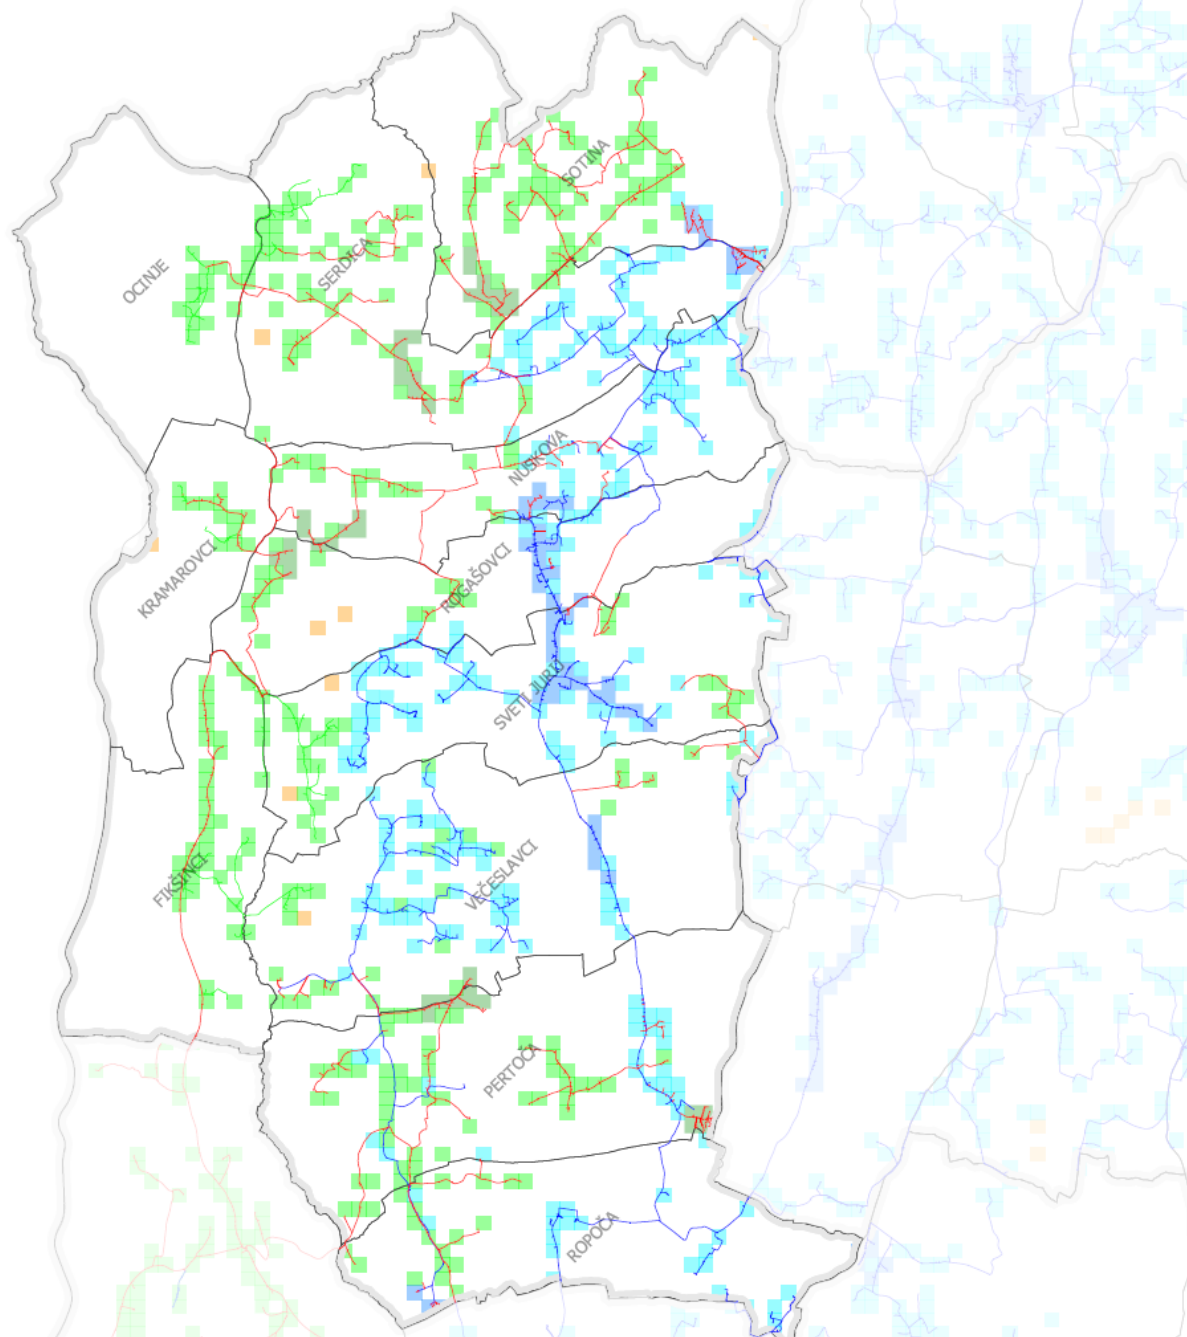 SOTINA
SERDICA
OCINJE
NUSKOVA
KRAMAROVCI
ROGAŠOVCI
SVETI JURIJ
FIKŠINCI
VEČESLAVCI
PERTOČA
ROPOČA